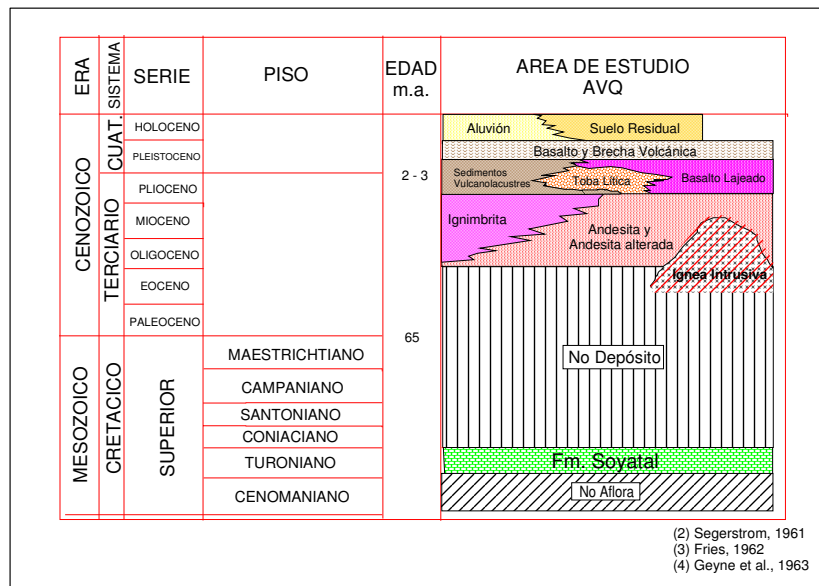 ERA
SISTEMA
SERIE
PISO
EDAD
m.a.
AREA DE ESTUDIO
AVQ
CENOZOICO
CUAT.
HOLOCENO
PLEISTOCENO
TERCIARIO
PLIOCENO
MIOCENO
OLIGOCENO
EOCENO
PALEOCENO
MESOZOICO
CRETACICO
SUPERIOR
MAESTRICHTIANO
CAMPANIANO
SANTONIANO
CONIACIANO
TURONIANO
CENOMANIANO
2 - 3
65
Aluvión
Suelo Residual
Basalto y Brecha Volcánica
Sedimentos
Vulcanolacustres
Toba Lítica
Basalto Lajeado
Ignimbrita
Andesita y
Andesita alterada
Ignea Intrusiva
No Depósito
Fm. Soyatal
No Aflora
(2) Segerstrom, 1961
(3) Fries, 1962
(4) Geyne et al., 1963